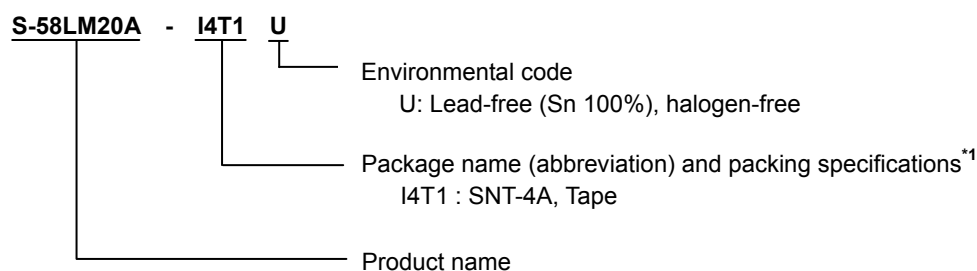 S-58LM20A - I4T1 U
Environmental code
U: Lead-free (Sn 100%), halogen-free
Package name (abbreviation) and packing specifications*1
I4T1 : SNT-4A, Tape
Product name